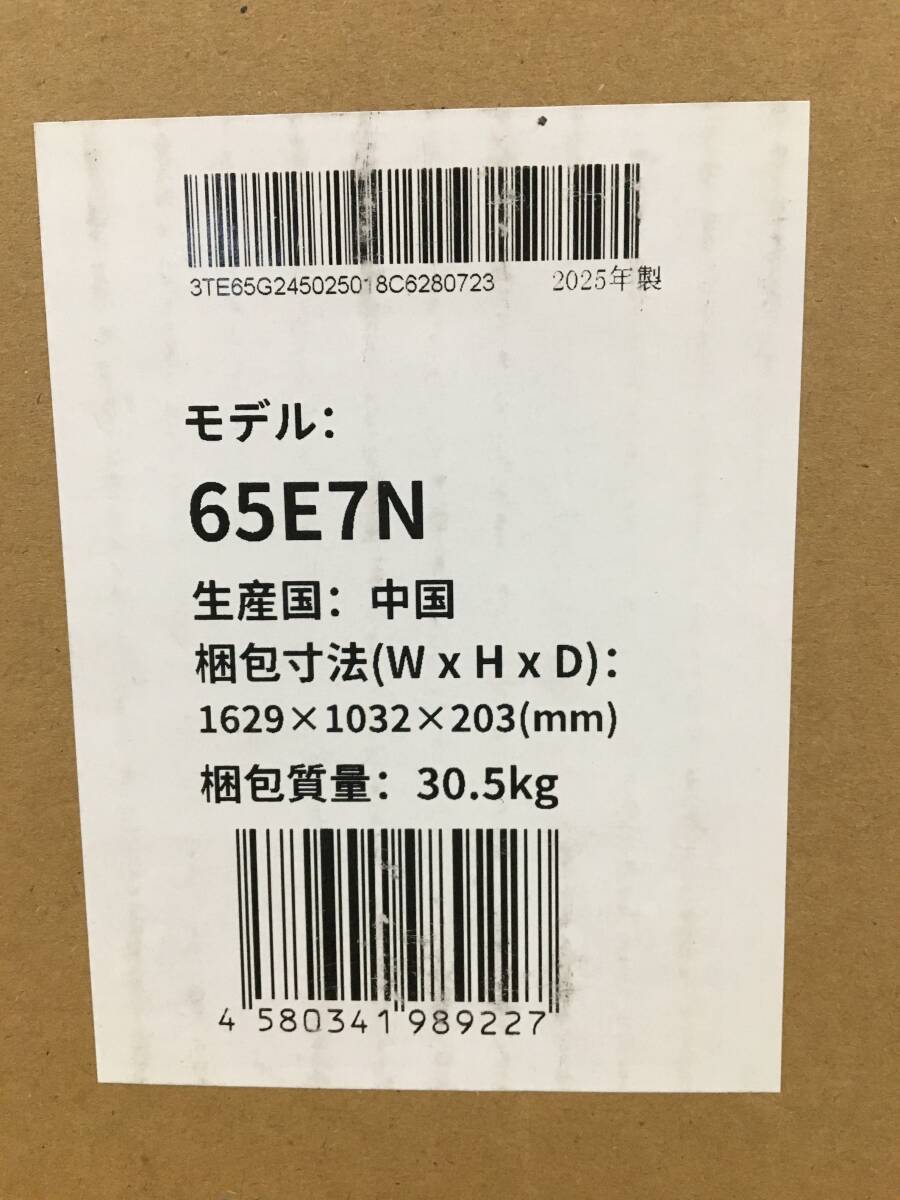 3TE65G245025018C6280723 2025年製
モデル：
65E7N
生産国：中国
梱包寸法(W x H x D)：
1629×1032×203(mm)
梱包質量：30.5kg
4 580341 989227